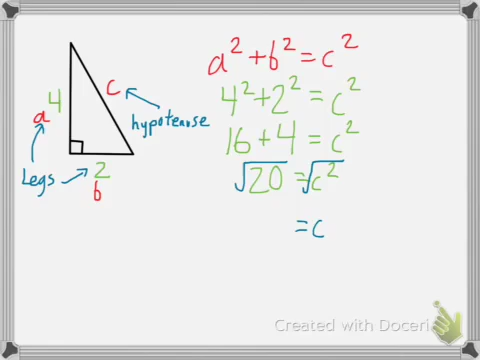 a² + b² = c²
4 c
4² + 2² = c²
a hypotenuse
16 + 4 = c²
Legs 2
√20 = √c²
b
= c
Created with Doceri